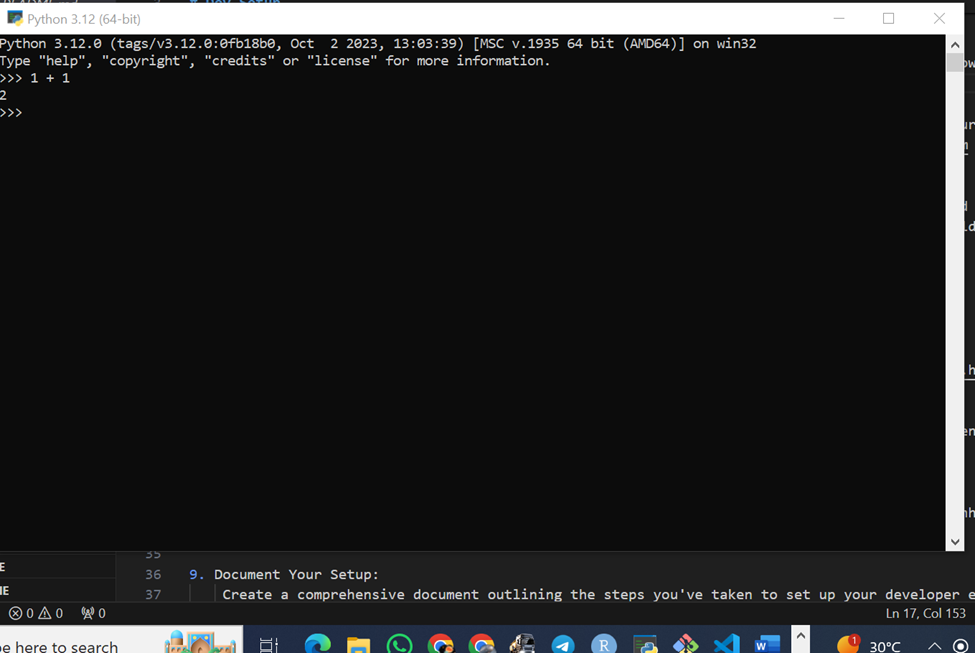 # Dev Setup
Python 3.12 (64-bit)
Python 3.12.0 (tags/v3.12.0:0fb18b0, Oct  2 2023, 13:03:39) [MSC v.1935 64 bit (AMD64)] on win32
Type "help", "copyright", "credits" or "license" for more information.
>>> 1 + 1
2
>>>
35
36 9. Document Your Setup:
37 Create a comprehensive document outlining the steps you've taken to set up your developer e
0 0 0
Ln 17, Col 153
e here to search
R
W
1
30°C